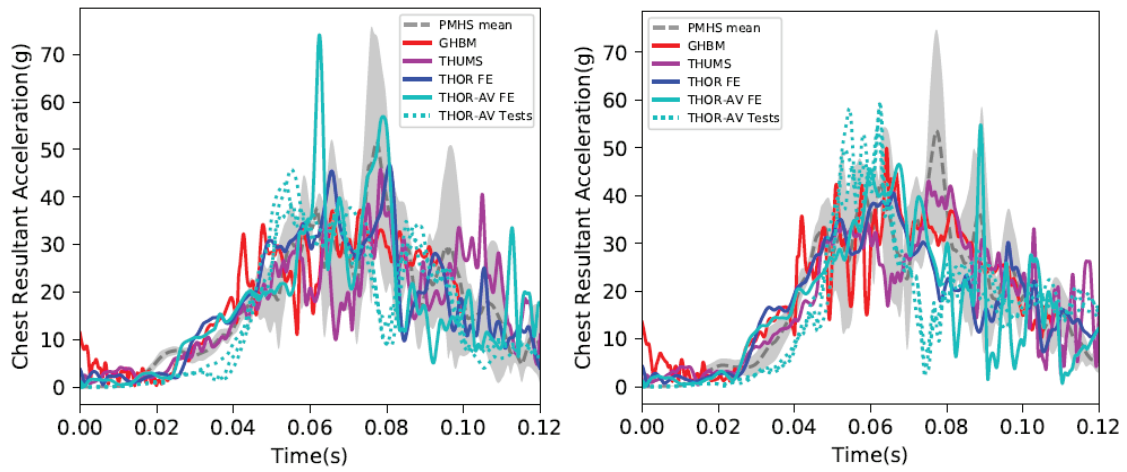 Chest Resultant Acceleration(g)
70
60
50
40
30
20
10
0
PMHS mean
GHBM
THUMS
THOR FE
THOR-AV FE
THOR-AV Tests
0.00 0.02 0.04 0.06 0.08 0.10 0.12
Time(s)
Chest Resultant Acceleration(g)
70
60
50
40
30
20
10
0
PMHS mean
GHBM
THUMS
THOR FE
THOR-AV FE
THOR-AV Tests
0.00 0.02 0.04 0.06 0.08 0.10 0.12
Time(s)